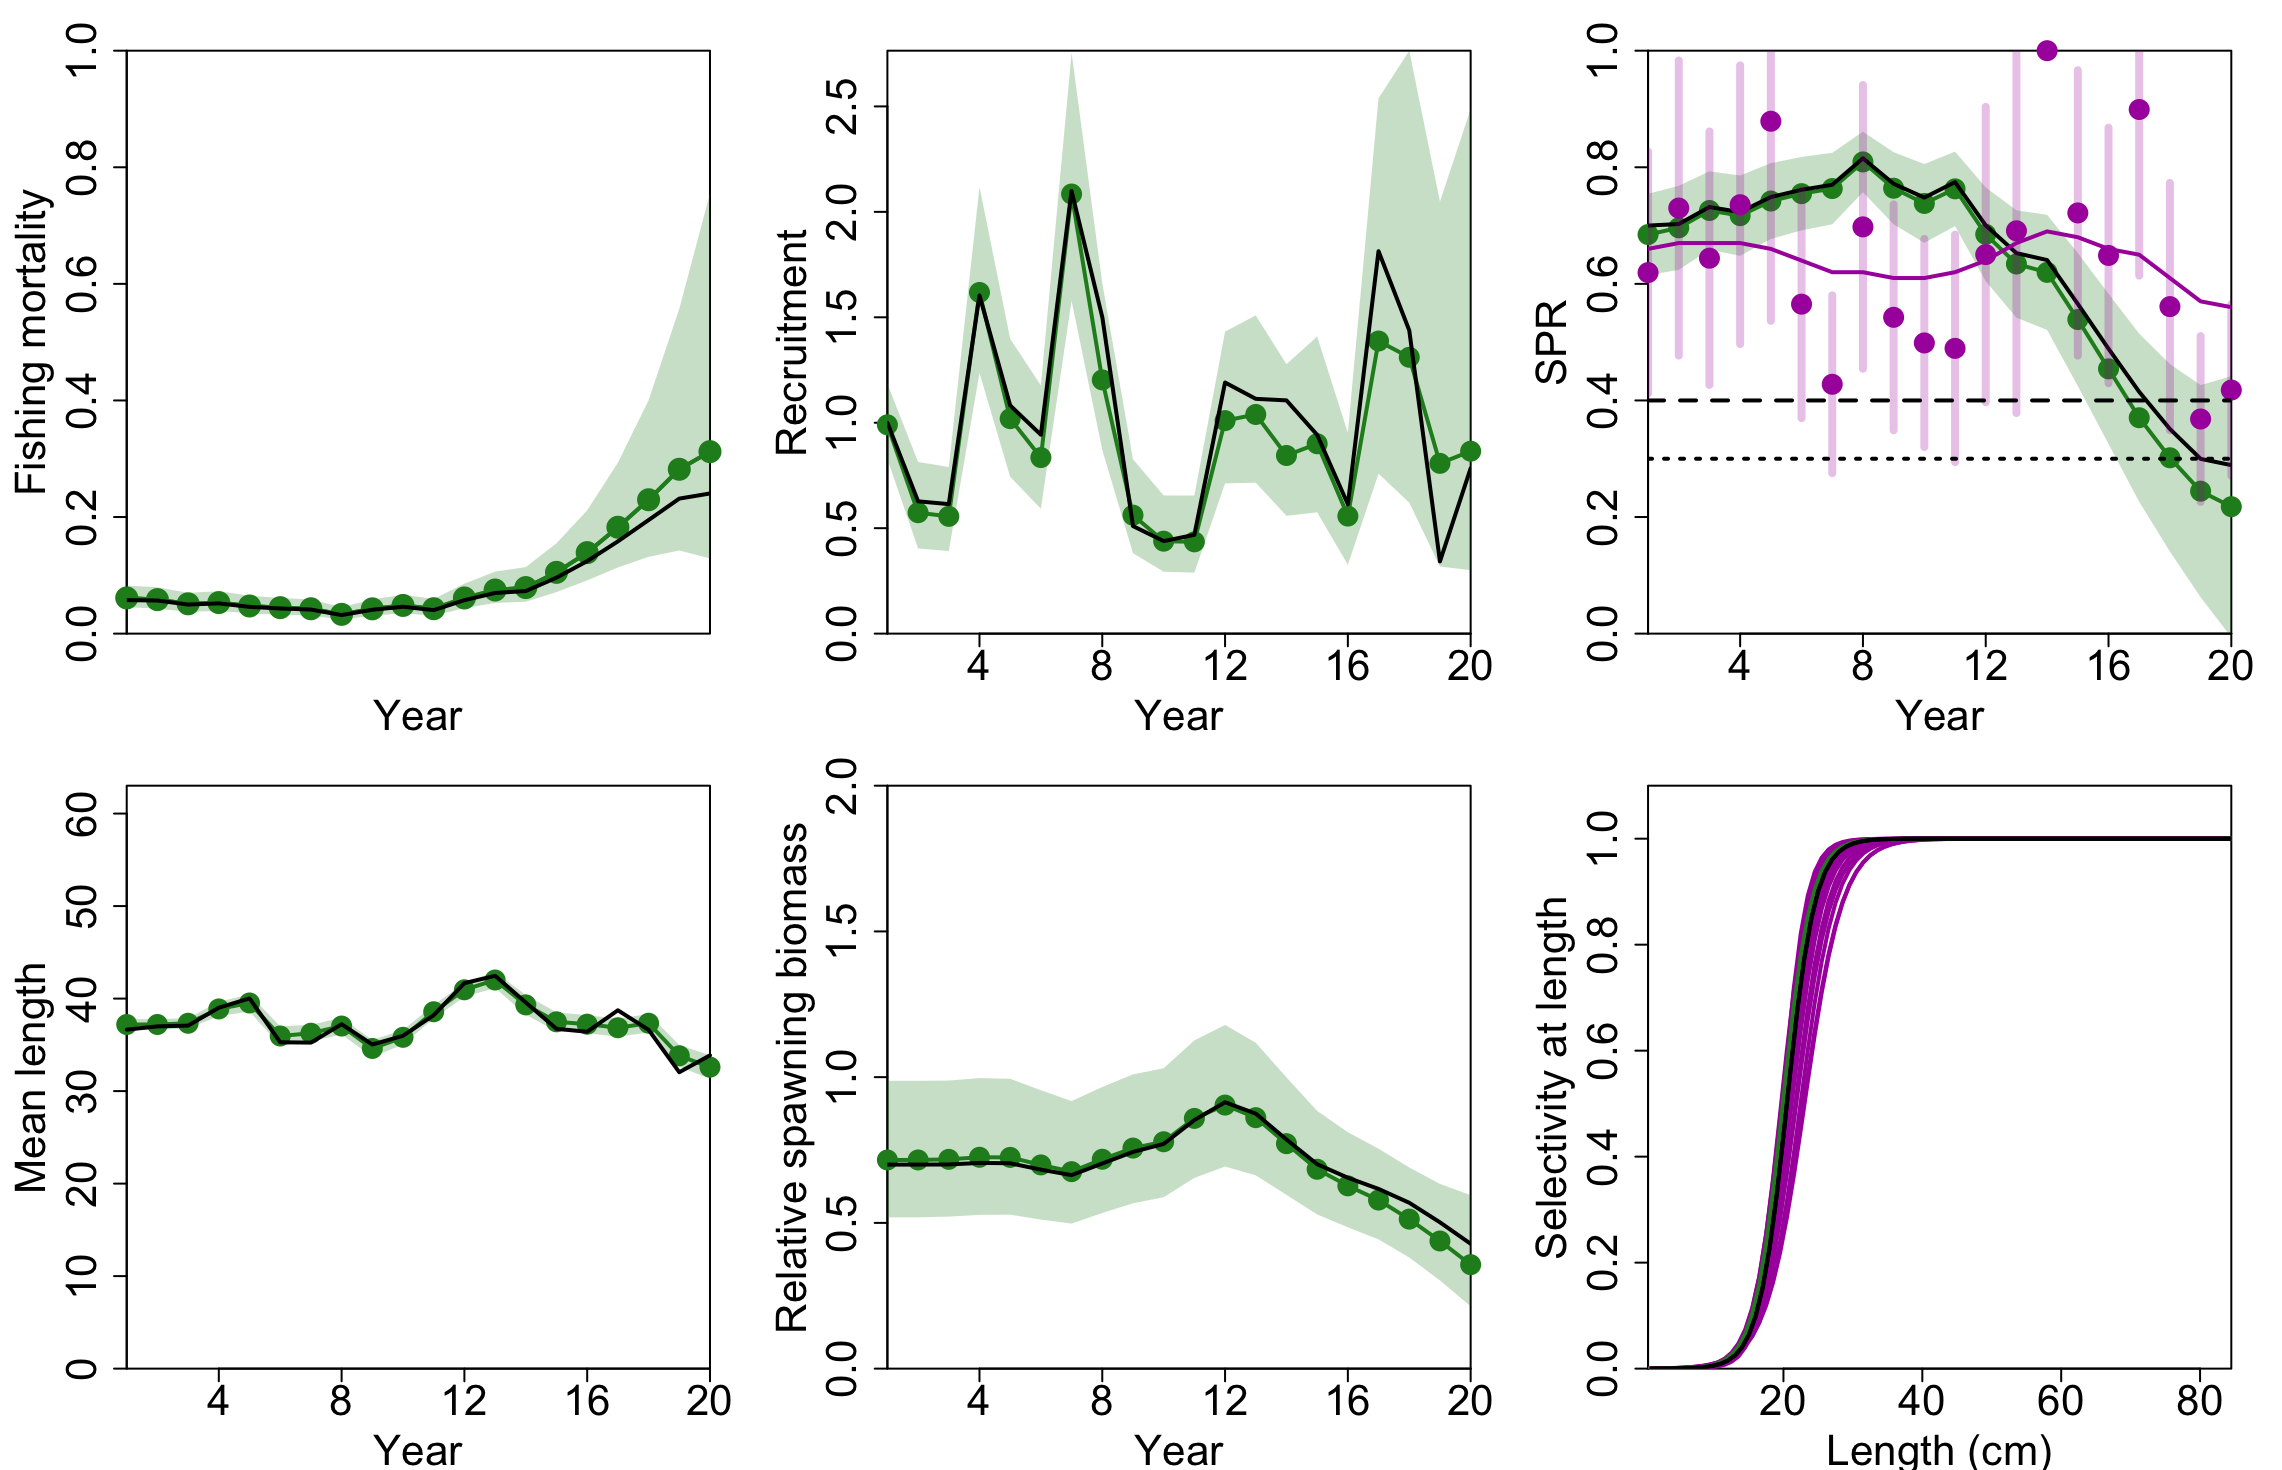 Fishing mortality
0.0 0.2 0.4 0.6 0.8 1.0
Year
Recruitment
0.0 0.5 1.0 1.5 2.0 2.5
4 8 12 16 20
Year
SPR
0.0 0.2 0.4 0.6 0.8 1.0
4 8 12 16 20
Year
Mean length
0 10 20 30 40 50 60
4 8 12 16 20
Year
Relative spawning biomass
0.0 0.5 1.0 1.5 2.0
4 8 12 16 20
Year
Selectivity at length
0.0 0.2 0.4 0.6 0.8 1.0
20 40 60 80
Length (cm)